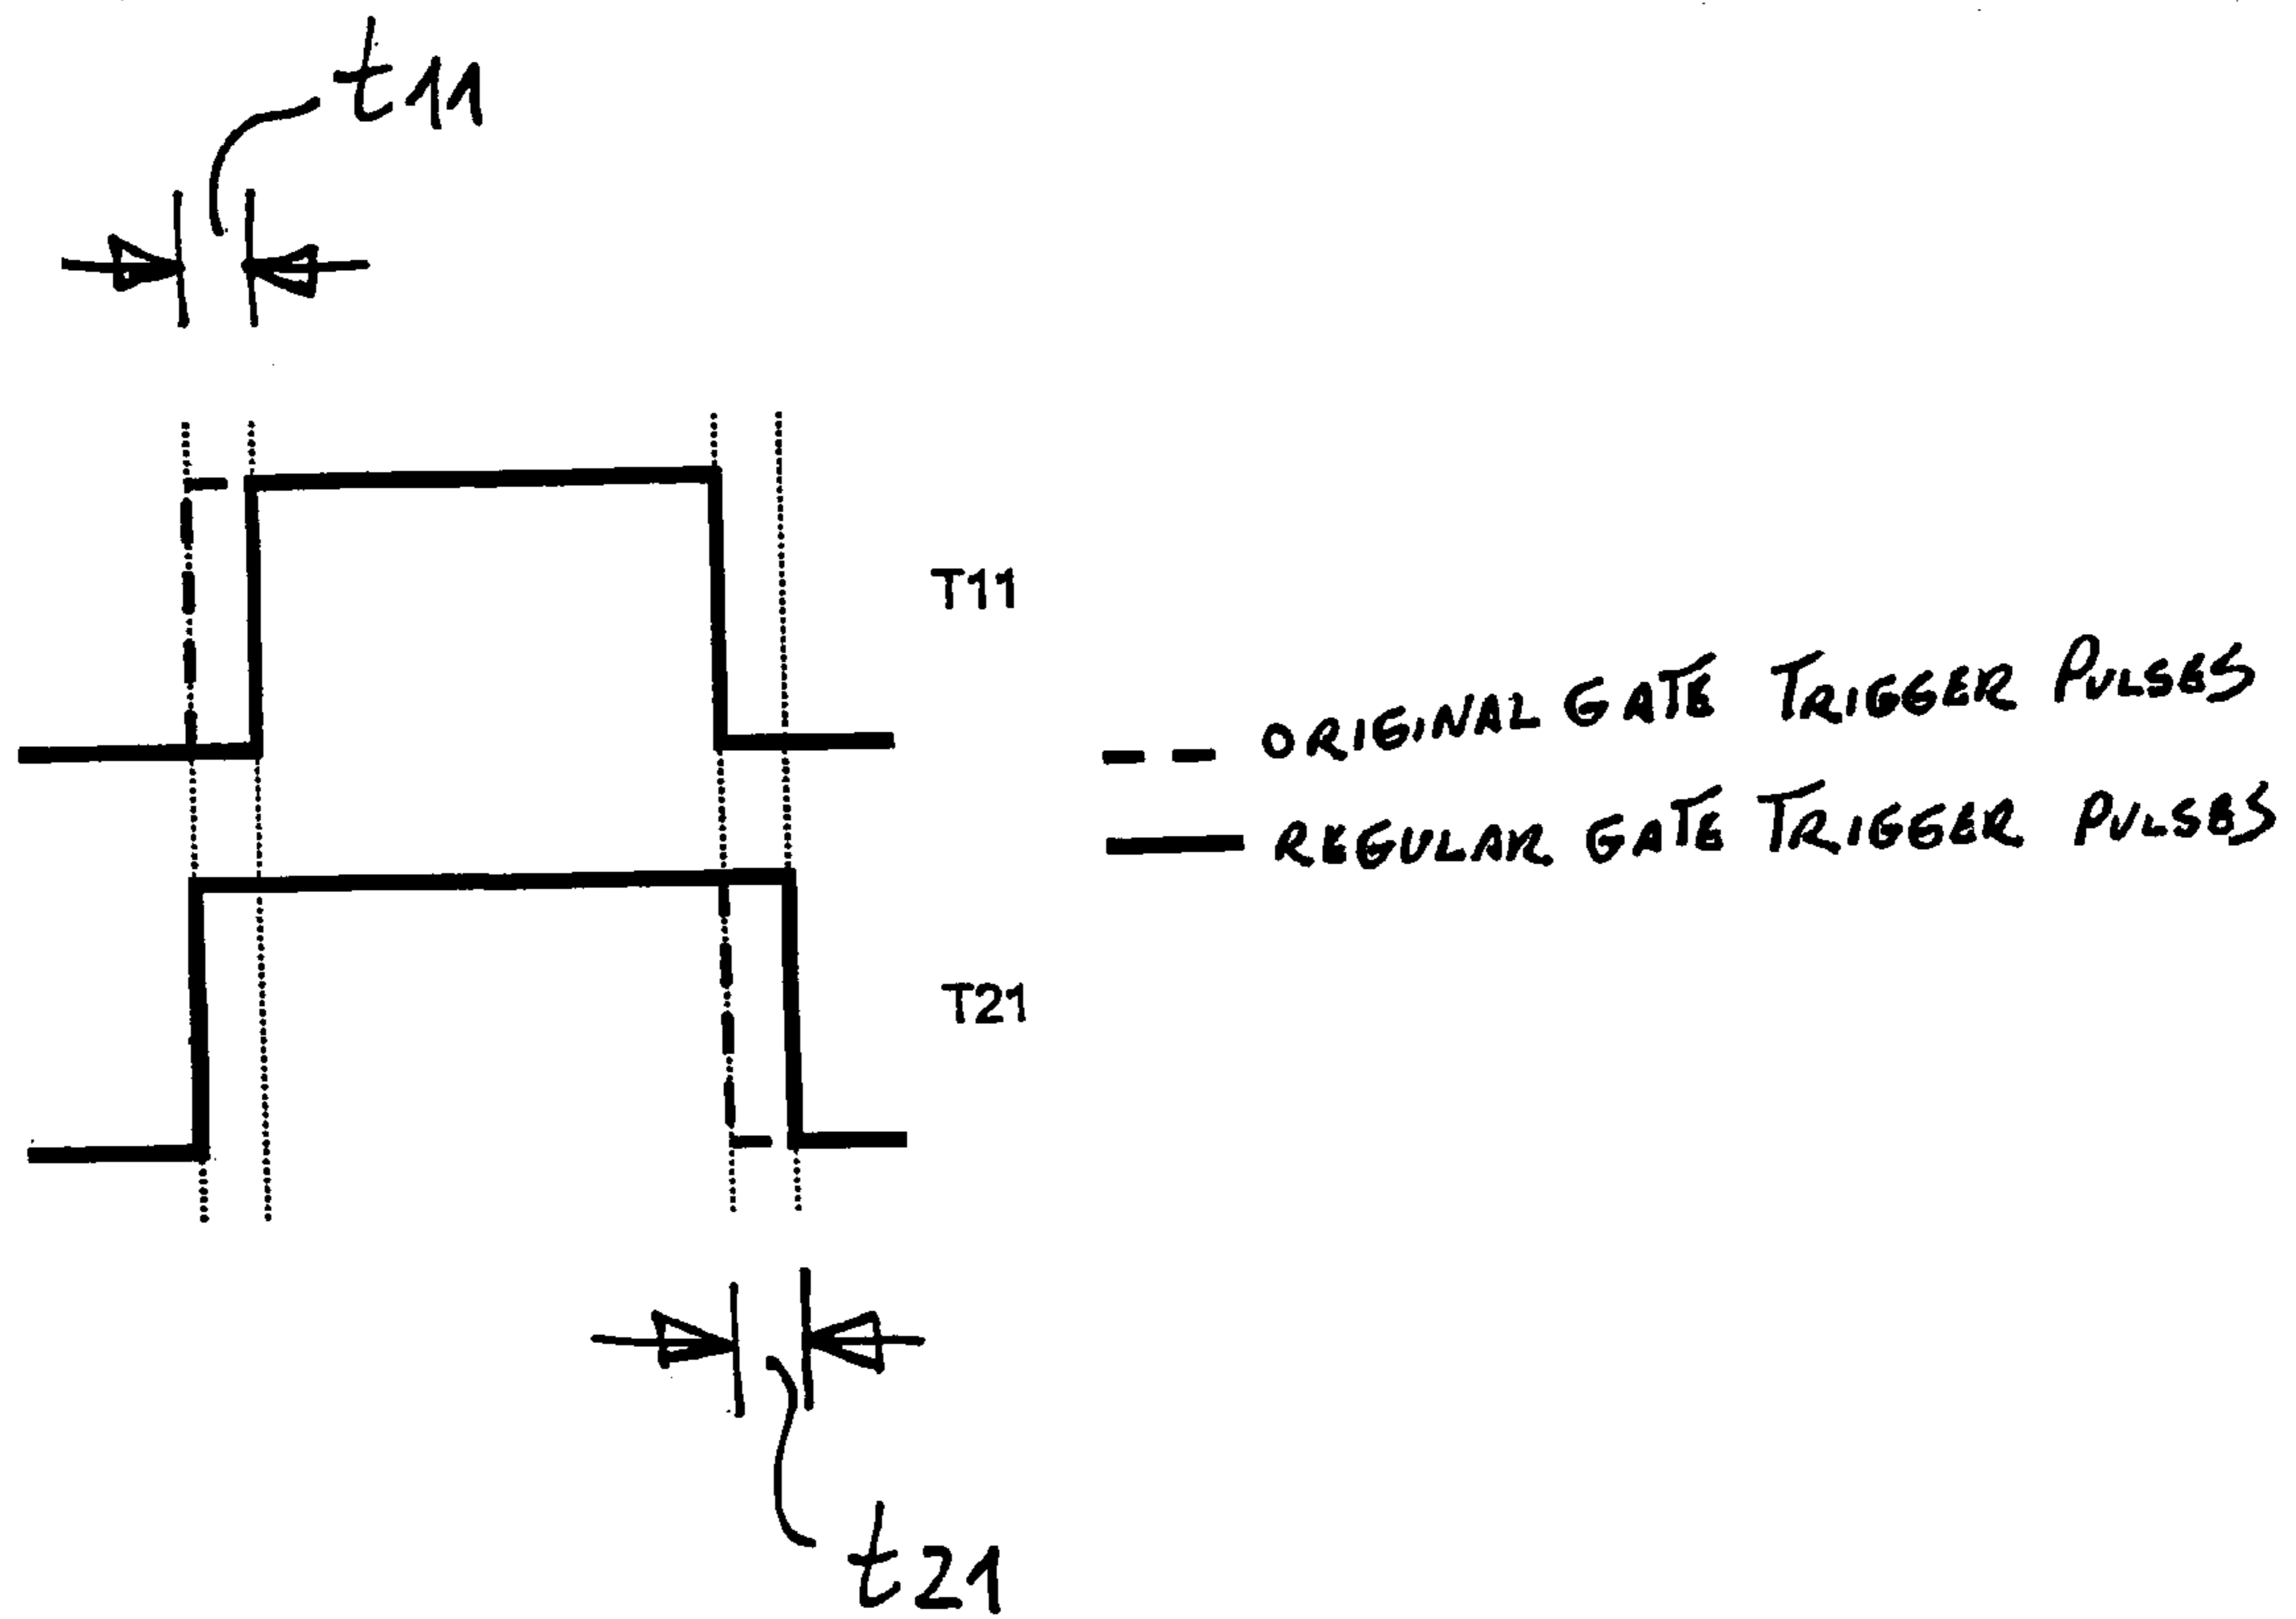 t11
T11
ORIGINAL GATE TRIGGER PULSES
REGULAR GATE TRIGGER PULSES
T21
t21